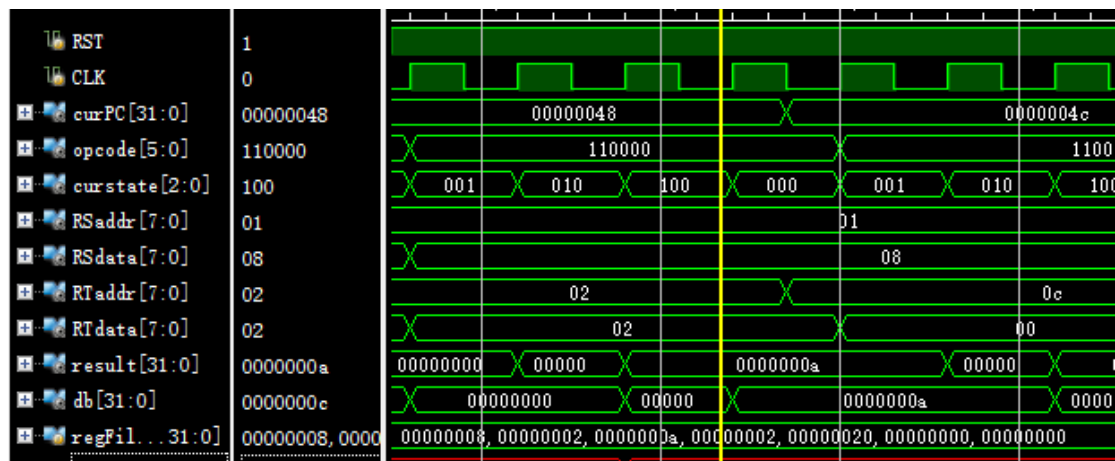 RST 1
CLK 0
curPC[31:0] 00000048 00000048 0000004c
opcode[5:0] 110000 110000 1100
curstate[2:0] 100 001 010 100 000 001 010 100
RSaddr[7:0] 01 01
RSdata[7:0] 08 08
RTaddr[7:0] 02 02 0c
RTdata[7:0] 02 02 00
result[31:0] 0000000a 00000000 00000 0000000a 00000
db[31:0] 0000000c 00000000 00000 0000000a 0000
regFil...31:0] 00000008,0000 00000008,00000002,0000000a,00000002,00000020,00000000,00000000